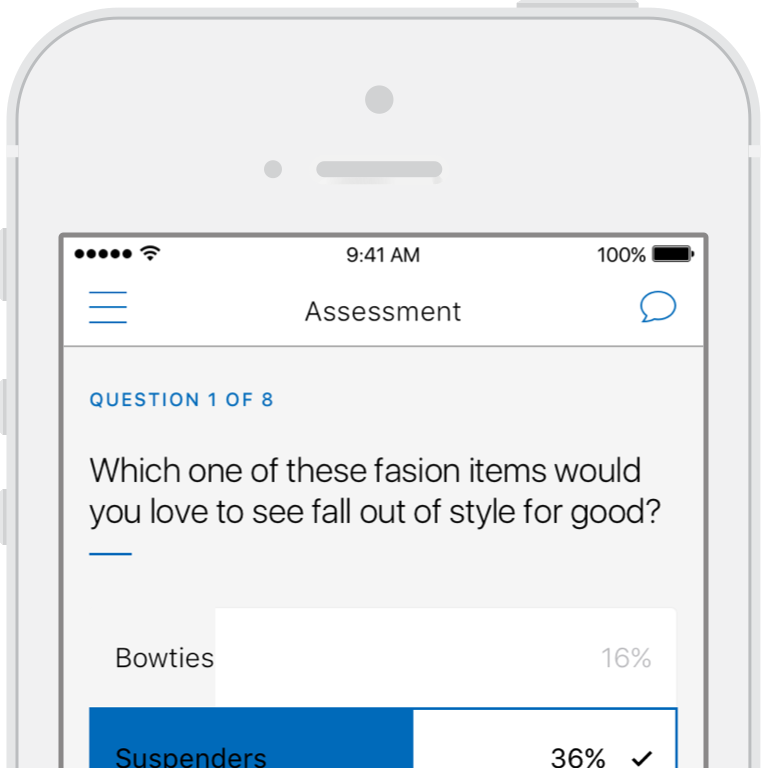 9:41 AM 100%
Assessment
QUESTION 1 OF 8
Which one of these fasion items would
you love to see fall out of style for good?
Bowties 16%
Suspenders 36%